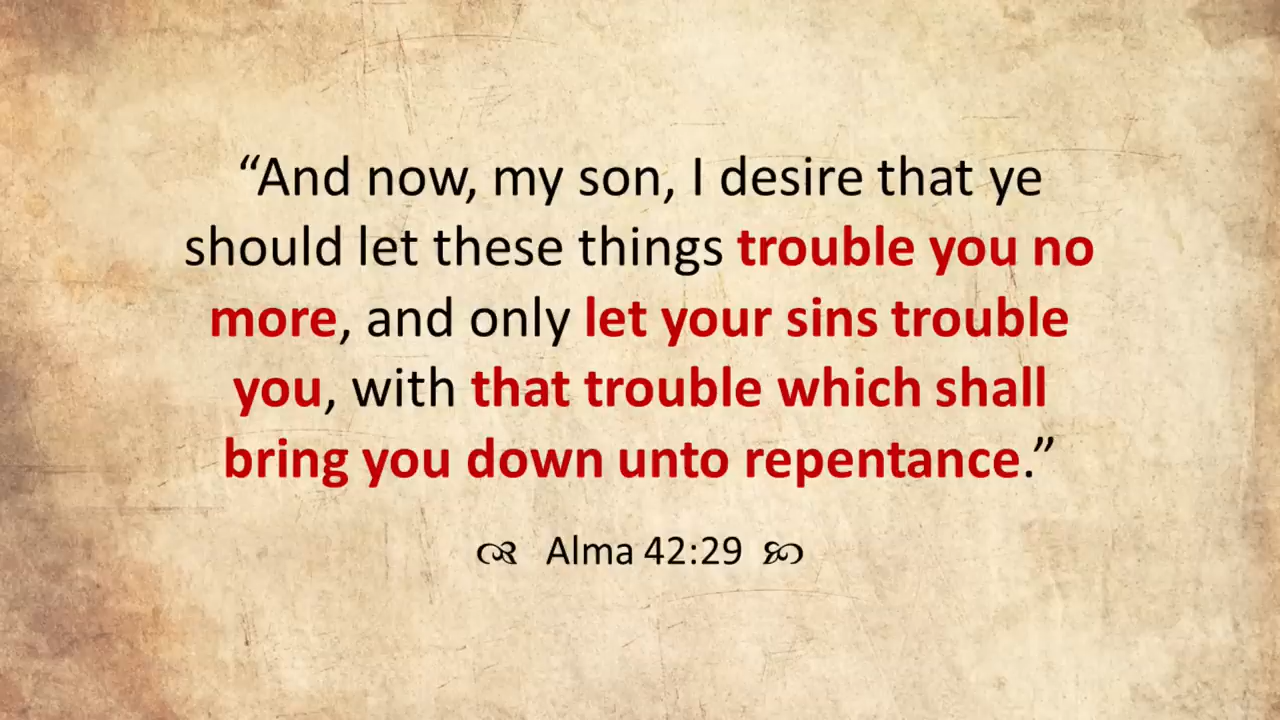 “And now, my son, I desire that ye
should let these things trouble you no
more, and only let your sins trouble
you, with that trouble which shall
bring you down unto repentance.”
Alma 42:29